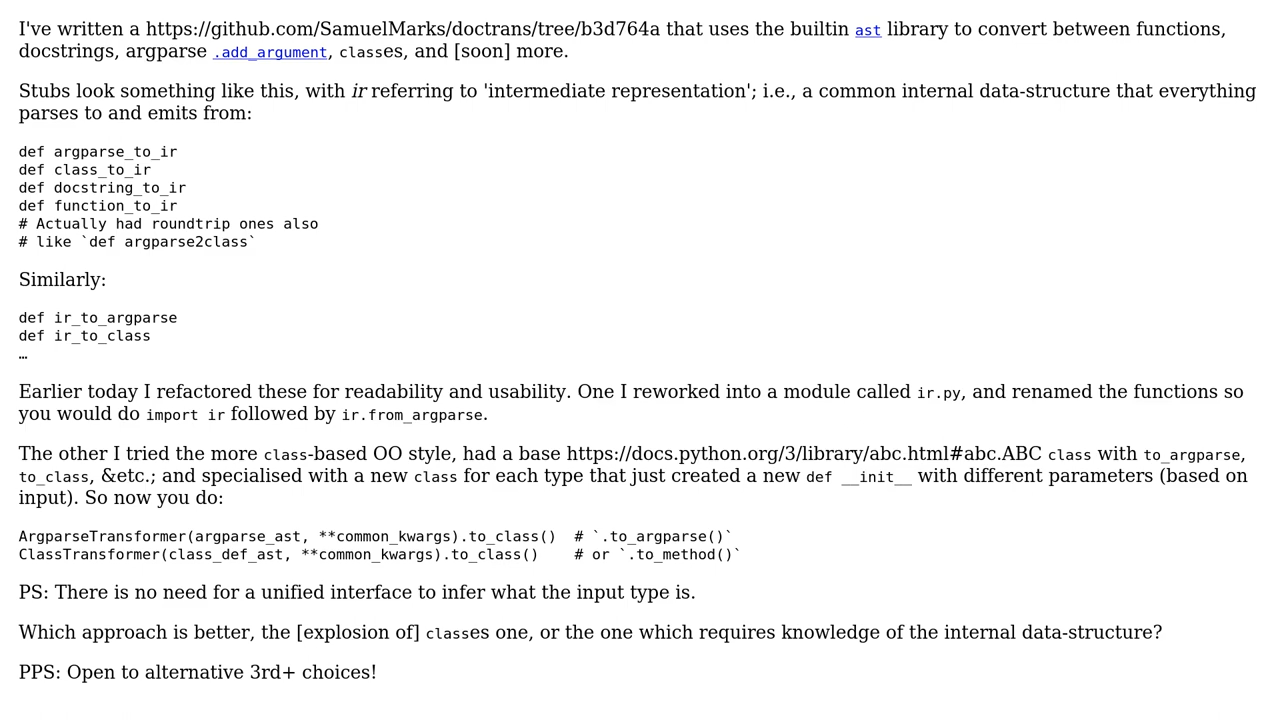 I've written a https://github.com/SamuelMarks/doctrans/tree/b3d764a that uses the builtin ast library to convert between functions,
docstrings, argparse .add_argument, classes, and [soon] more.
Stubs look something like this, with ir referring to 'intermediate representation'; i.e., a common internal data-structure that everything
parses to and emits from:
def argparse_to_ir
def class_to_ir
def docstring_to_ir
def function_to_ir
# Actually had roundtrip ones also
# like `def argparse2class`
Similarly:
def ir_to_argparse
def ir_to_class
…
Earlier today I refactored these for readability and usability. One I reworked into a module called ir.py, and renamed the functions so
you would do import ir followed by ir.from_argparse.
The other I tried the more class-based OO style, had a base https://docs.python.org/3/library/abc.html#abc.ABC class with to_argparse,
to_class, &etc.; and specialised with a new class for each type that just created a new def __init__ with different parameters (based on
input). So now you do:
ArgparseTransformer(argparse_ast, **common_kwargs).to_class()  # `.to_argparse()`
ClassTransformer(class_def_ast, **common_kwargs).to_class()    # or `.to_method()`
PS: There is no need for a unified interface to infer what the input type is.
Which approach is better, the [explosion of] classes one, or the one which requires knowledge of the internal data-structure?
PPS: Open to alternative 3rd+ choices!